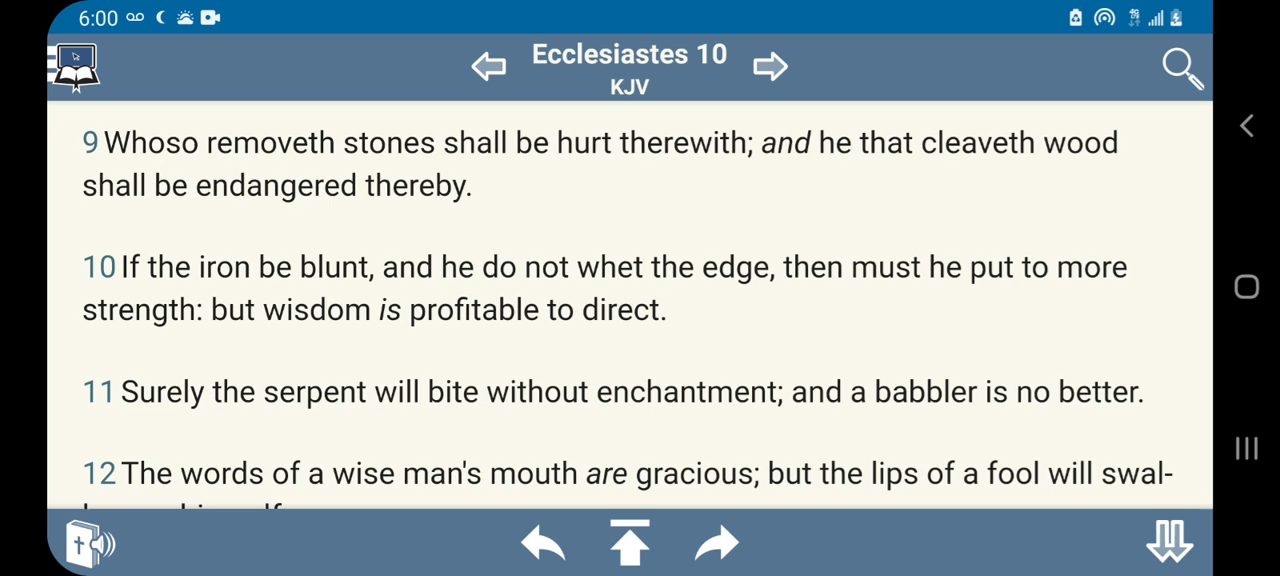 6:00
Ecclesiastes 10
KJV
9 Whoso removeth stones shall be hurt therewith; and he that cleaveth wood
shall be endangered thereby.
10 If the iron be blunt, and he do not whet the edge, then must he put to more
strength: but wisdom is profitable to direct.
11 Surely the serpent will bite without enchantment; and a babbler is no better.
12 The words of a wise man's mouth are gracious; but the lips of a fool will swal-